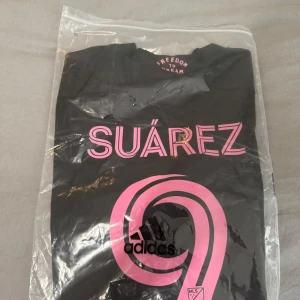 FREEDOM
TO
DREAM
SUÁREZ
adidas
9